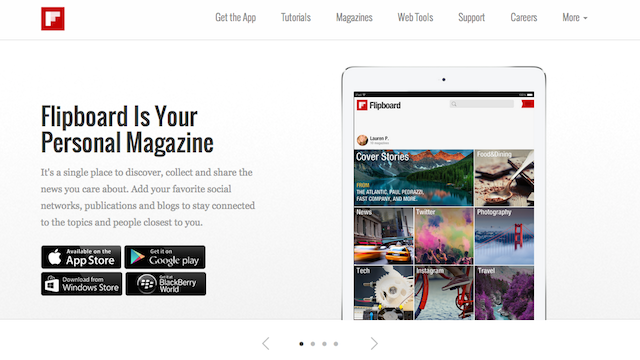 Get the App Tutorials Magazines Web Tools Support Careers More
Flipboard Is Your
Personal Magazine
It's a single place to discover, collect and share the
news you care about. Add your favorite social
networks, publications and blogs to stay connected
to the topics and people closest to you.
Available on the
App Store
Get it on
Google play
Download from
Windows Store
Get it at
BlackBerry
World
Flipboard
Lauren F.
Cover Stories
FROM
THE ATLANTIC, PAUL PEDRAZZI,
FAST COMPANY, AND MORE.
Food&Dining
News
Twitter
Photography
Tech
Instagram
Travel